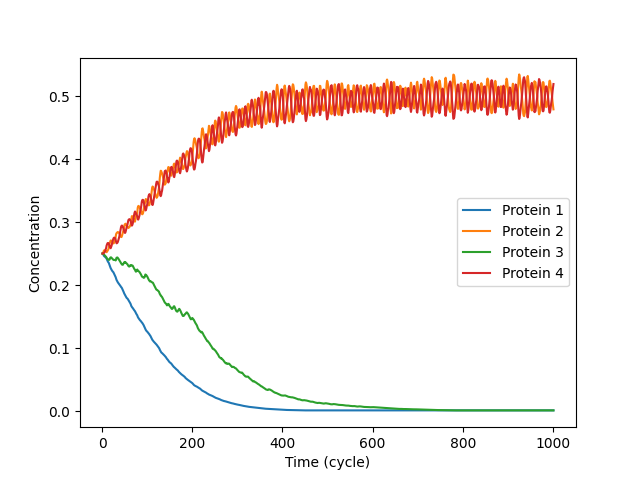 0.5
0.4
0.3
0.2
0.1
0.0
Concentration
Protein 1
Protein 2
Protein 3
Protein 4
0
200
400
600
800
1000
Time (cycle)